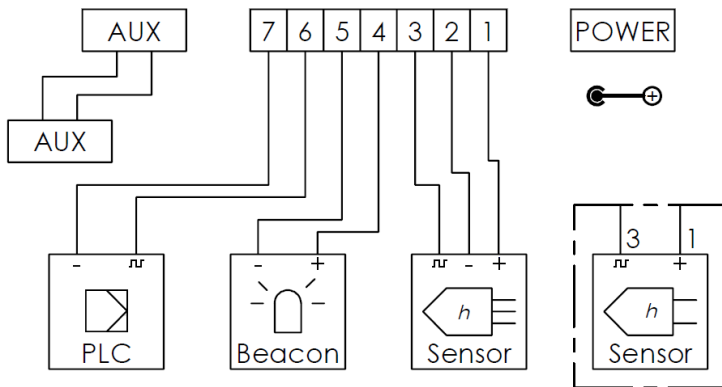 AUX 7 6 5 4 3 2 1 POWER
+
AUX
3 1
- - + - + +
h h
PLC Beacon Sensor Sensor